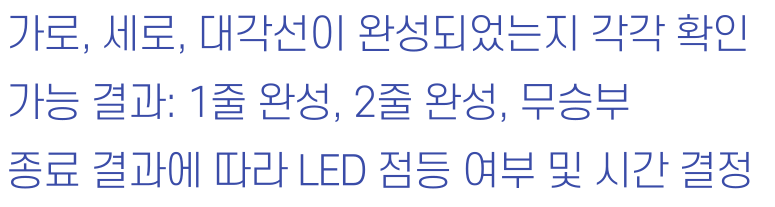 가로, 세로, 대각선이 완성되었는지 각각 확인
가능 결과: 1줄 완성, 2줄 완성, 무승부
종료 결과에 따라 LED 점등 여부 및 시간 결정